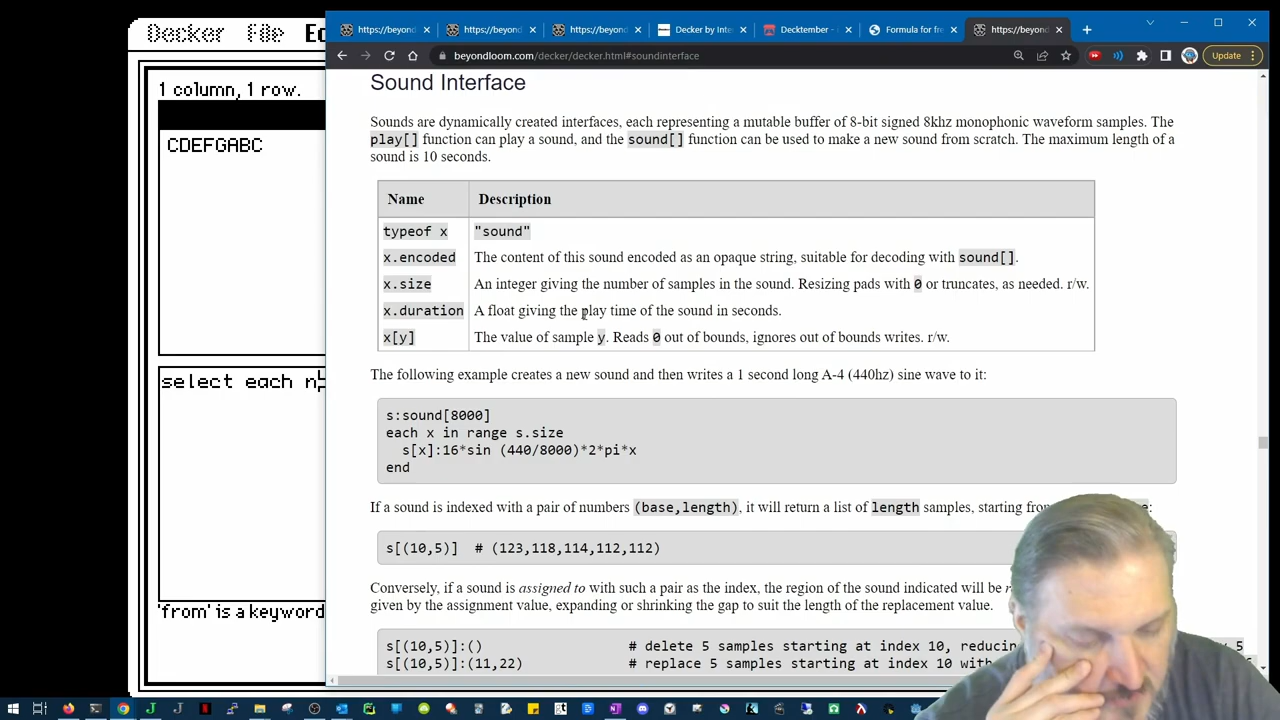 Decker File Ed
1 column, 1 row.
CDEFGABC
select each n
'from' is a keyword
https://beyond
https://beyond
https://beyond
Decker by Inte
Decktember -
Formula for fre
https://beyond
beyondloom.com/decker/decker.html#soundinterface
Update
Sound Interface
Sounds are dynamically created interfaces, each representing a mutable buffer of 8-bit signed 8khz monophonic waveform samples. The
play[] function can play a sound, and the sound[] function can be used to make a new sound from scratch. The maximum length of a
sound is 10 seconds.
Name Description
typeof x "sound"
x.encoded The content of this sound encoded as an opaque string, suitable for decoding with sound[].
x.size An integer giving the number of samples in the sound. Resizing pads with 0 or truncates, as needed. r/w.
x.duration A float giving the play time of the sound in seconds.
x[y] The value of sample y. Reads 0 out of bounds, ignores out of bounds writes. r/w.
The following example creates a new sound and then writes a 1 second long A-4 (440hz) sine wave to it:
s:sound[8000]
each x in range s.size
s[x]:16*sin (440/8000)*2*pi*x
end
If a sound is indexed with a pair of numbers (base,length), it will return a list of length samples, starting from
s[(10,5)] # (123,118,114,112,112)
Conversely, if a sound is assigned to with such a pair as the index, the region of the sound indicated will be
given by the assignment value, expanding or shrinking the gap to suit the length of the replacement value.
s[(10,5)]:() # delete 5 samples starting at index 10, reducing y 5
s[(10,5)]:(11,22) # replace 5 samples starting at index 10 with